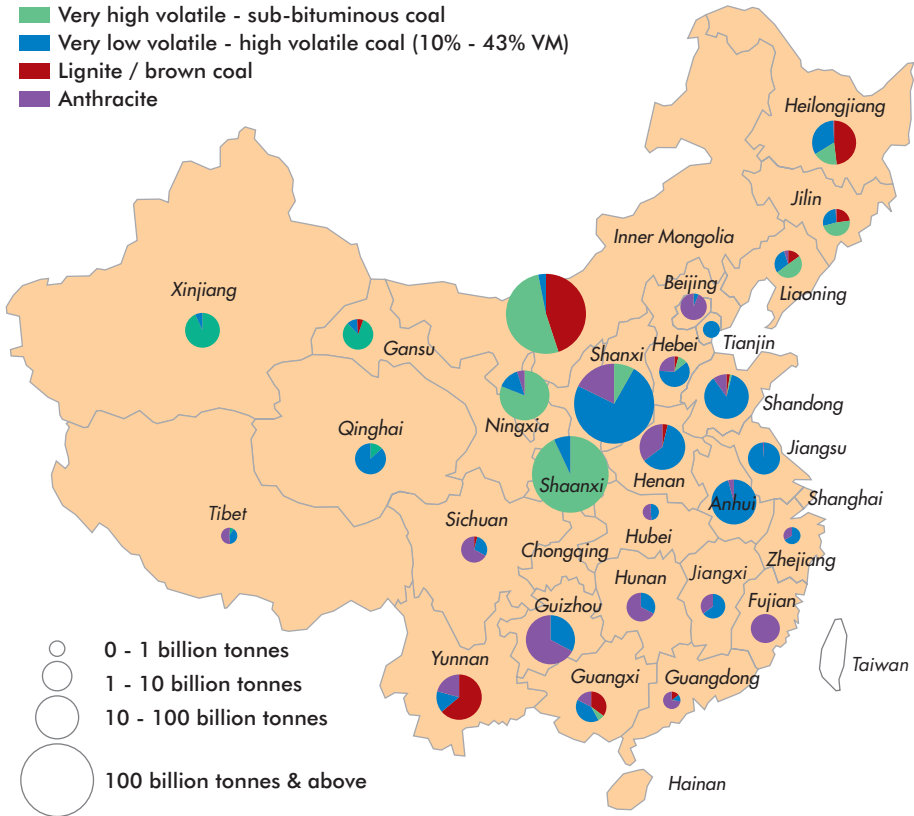 Very high volatile - sub-bituminous coal
Very low volatile - high volatile coal (10% - 43% VM)
Lignite / brown coal
Anthracite
Heilongjiang
Jilin
Inner Mongolia
Beijing
Liaoning
Xinjiang
Gansu
Shanxi
Hebei
Tianjin
Ningxia
Shandong
Qinghai
Jiangsu
Shaanxi
Henan
Anhui
Shanghai
Tibet
Sichuan
Chongqing
Hubei
Zhejiang
Hunan
Jiangxi
Guizhou
Fujian
0 - 1 billion tonnes
Yunnan
Taiwan
1 - 10 billion tonnes
Guangxi
Guangdong
10 - 100 billion tonnes
100 billion tonnes & above
Hainan